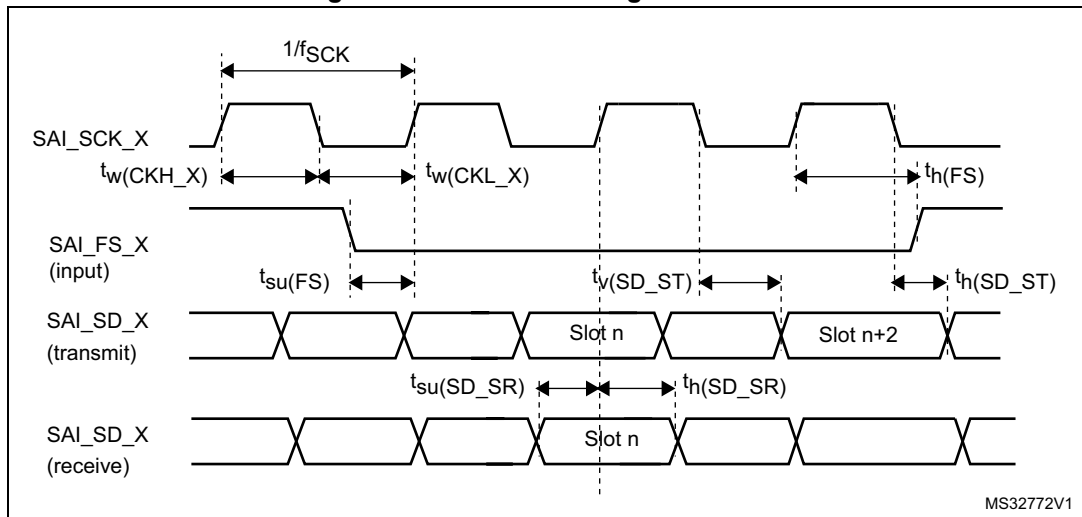 1/fSCK
SAI_SCK_X
tw(CKH_X)
tw(CKL_X)
th(FS)
SAI_FS_X
(input)
tsu(FS)
tv(SD_ST)
th(SD_ST)
SAI_SD_X
(transmit)
Slot n
Slot n+2
tsu(SD_SR)
th(SD_SR)
SAI_SD_X
(receive)
Slot n
MS32772V1